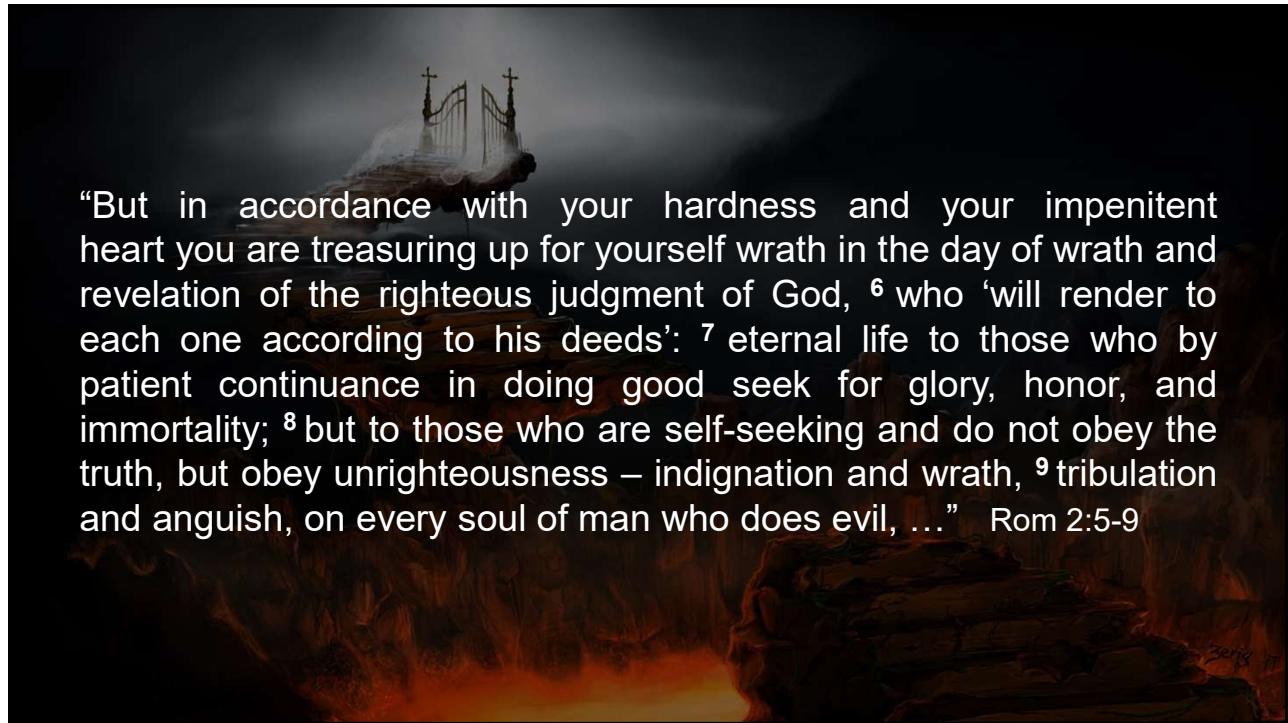 “But in accordance with your hardness and your impenitent
heart you are treasuring up for yourself wrath in the day of wrath and
revelation of the righteous judgment of God, ⁶ who ‘will render to
each one according to his deeds’: ⁷ eternal life to those who by
patient continuance in doing good seek for glory, honor, and
immortality; ⁸ but to those who are self-seeking and do not obey the
truth, but obey unrighteousness – indignation and wrath, ⁹ tribulation
and anguish, on every soul of man who does evil, …” Rom 2:5-9